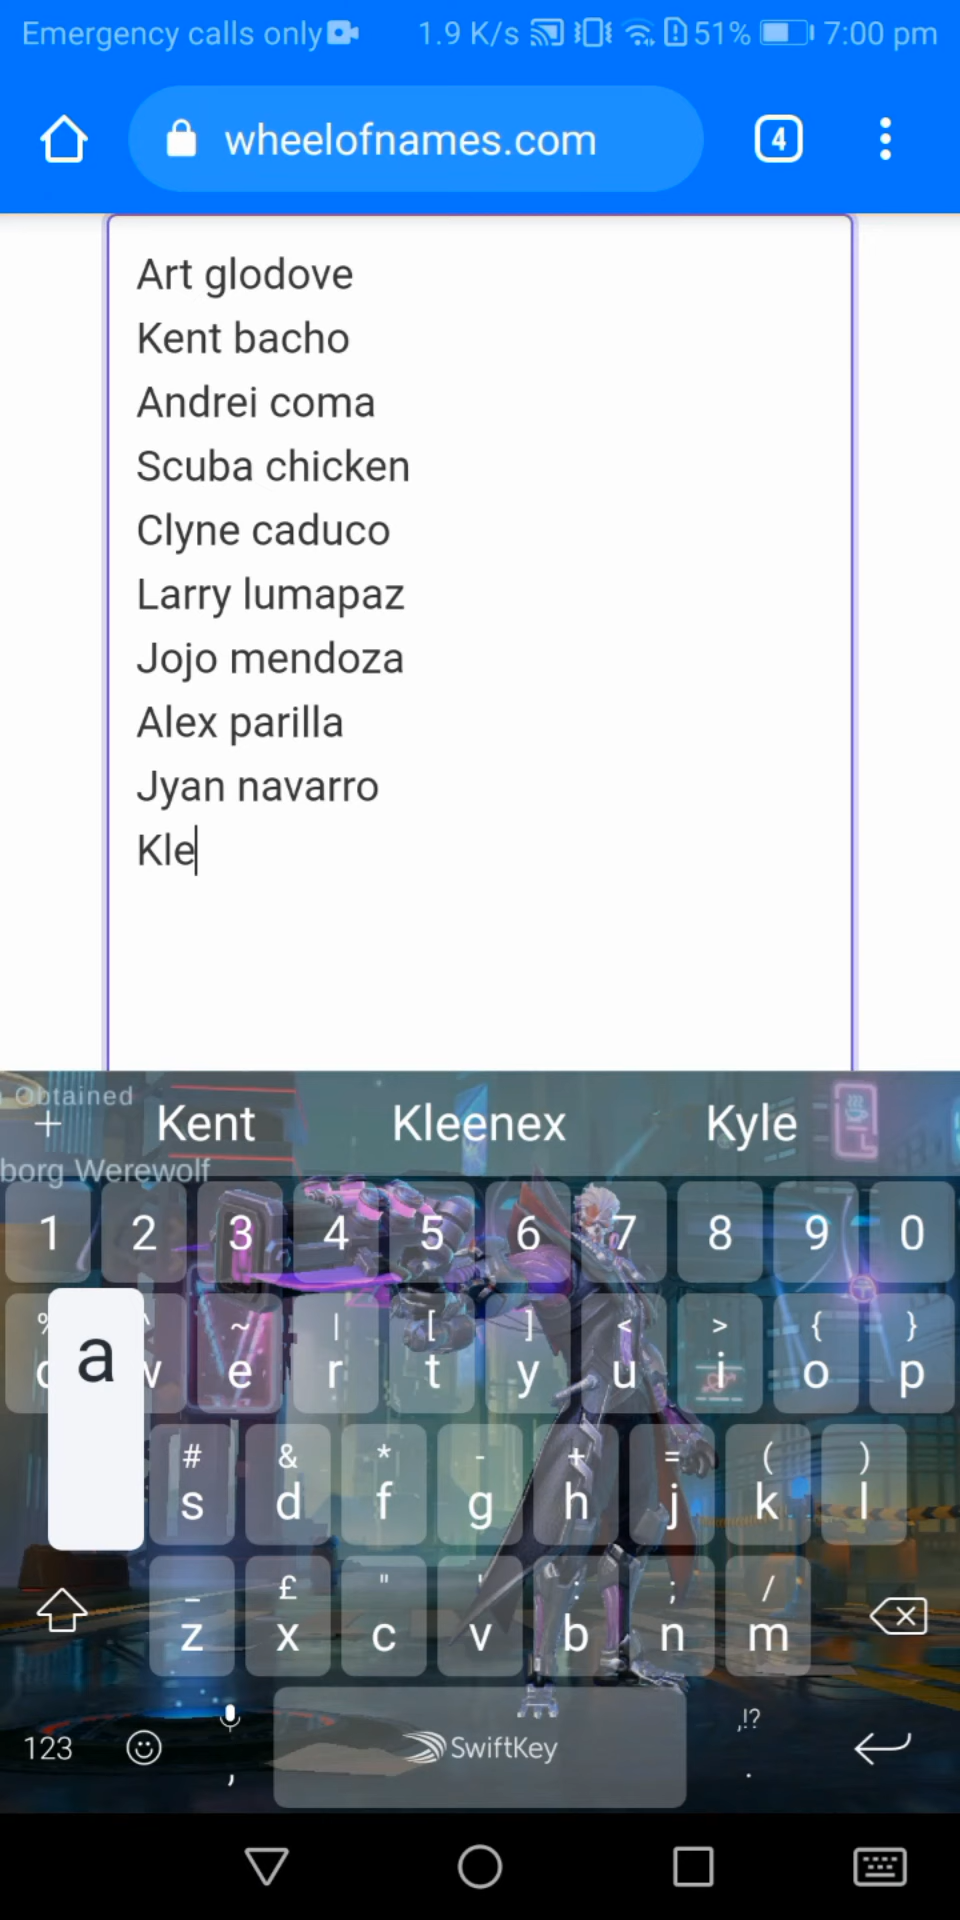 Emergency calls only 1.9 K/s 51% 7:00 pm
wheelofnames.com 4
Art glodove
Kent bacho
Andrei coma
Scuba chicken
Clyne caduco
Larry lumapaz
Jojo mendoza
Alex parilla
Jyan navarro
Kle
Obtained
+ Kent Kleenex Kyle
borg Werewolf
1 2 3 4 5 6 7 8 9 0
% ^ ~ | [ ] < > { }
a w e r t y u i o p
# & * - + = ( )
s d f g h j k l
_ £ " ' : ; /
z x c v b n m
,!?
123 , SwiftKey .